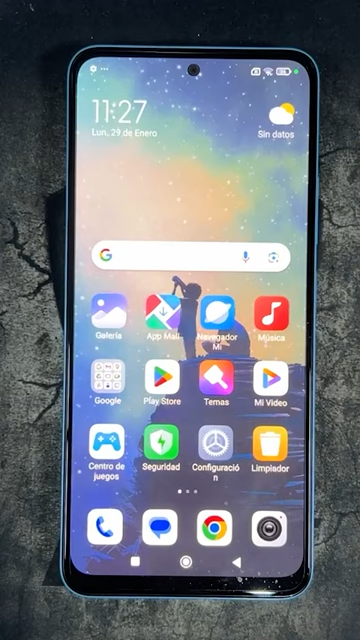 11:27
Lun, 29 de Enero
Sin datos
Galería
App Mall
Navegador
Mi
Música
Google
Play Store
Temas
Mi Video
Centro de
juegos
Seguridad
Configuració
n
Limpiador